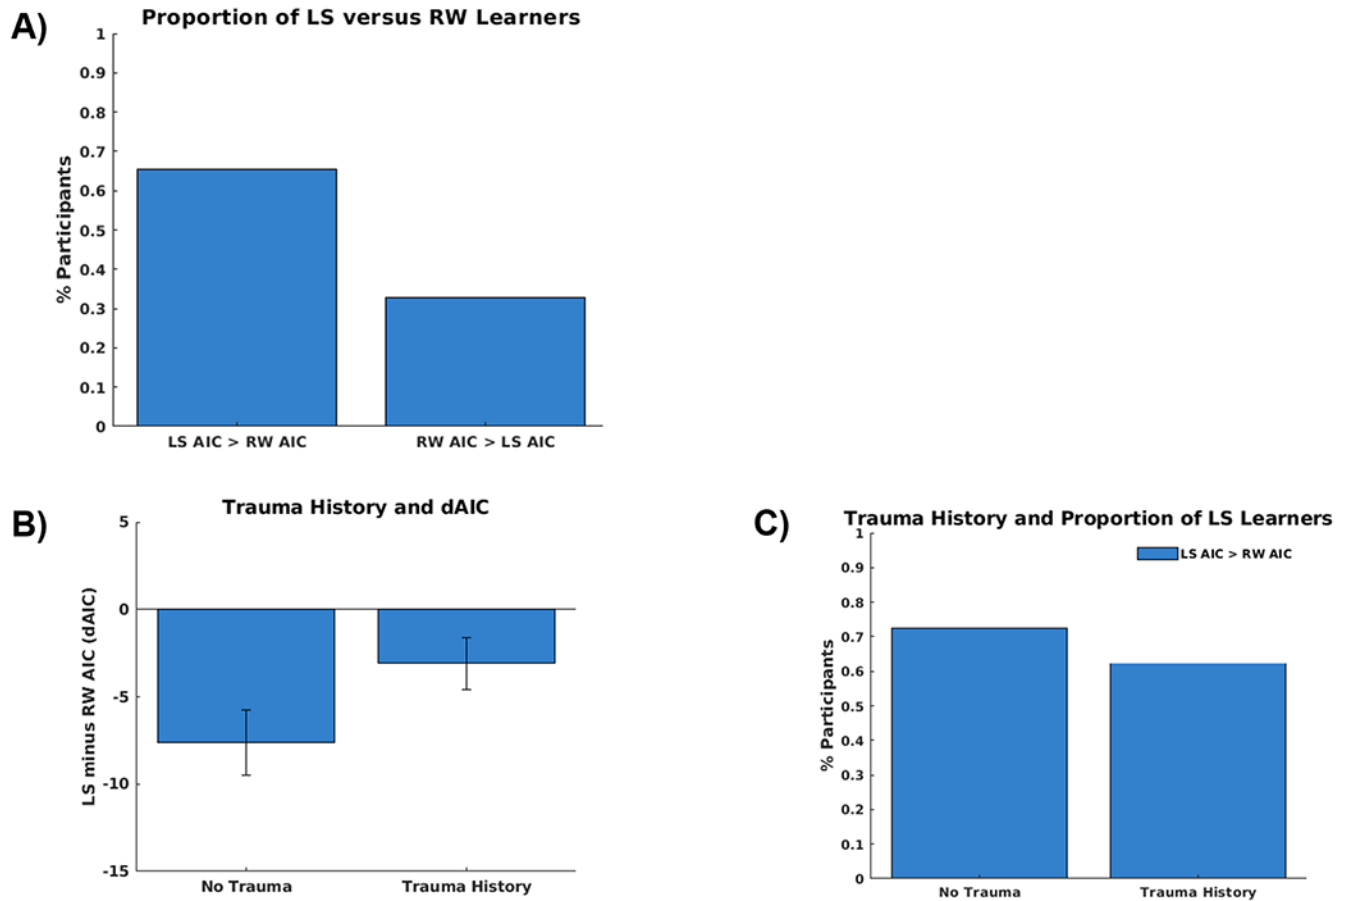 A)
Proportion of LS versus RW Learners
% Participants
1
0.9
0.8
0.7
0.6
0.5
0.4
0.3
0.2
0.1
0
LS AIC > RW AIC
RW AIC > LS AIC
B)
Trauma History and dAIC
LS minus RW AIC (dAIC)
5
0
-5
-10
-15
No Trauma
Trauma History
C)
Trauma History and Proportion of LS Learners
LS AIC > RW AIC
% Participants
1
0.9
0.8
0.7
0.6
0.5
0.4
0.3
0.2
0.1
0
No Trauma
Trauma History